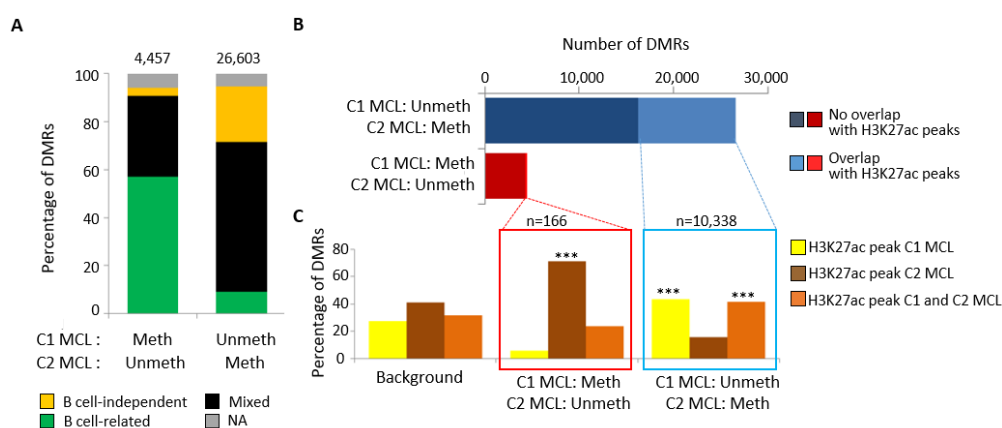 A
4,457 26,603
Percentage of DMRs
100
80
60
40
20
0
C1 MCL : Meth Unmeth
C2 MCL : Unmeth Meth
B cell-independent Mixed
B cell-related NA
B
Number of DMRs
0 10,000 20,000 30,000
C1 MCL: Unmeth
C2 MCL: Meth
C1 MCL: Meth
C2 MCL: Unmeth
No overlap
with H3K27ac peaks
Overlap
with H3K27ac peaks
C
n=166 n=10,338
Percentage of DMRs
80
60
40
20
0
***
*** ***
Background
C1 MCL: Meth
C2 MCL: Unmeth
C1 MCL: Unmeth
C2 MCL: Meth
H3K27ac peak C1 MCL
H3K27ac peak C2 MCL
H3K27ac peak C1 and C2 MCL